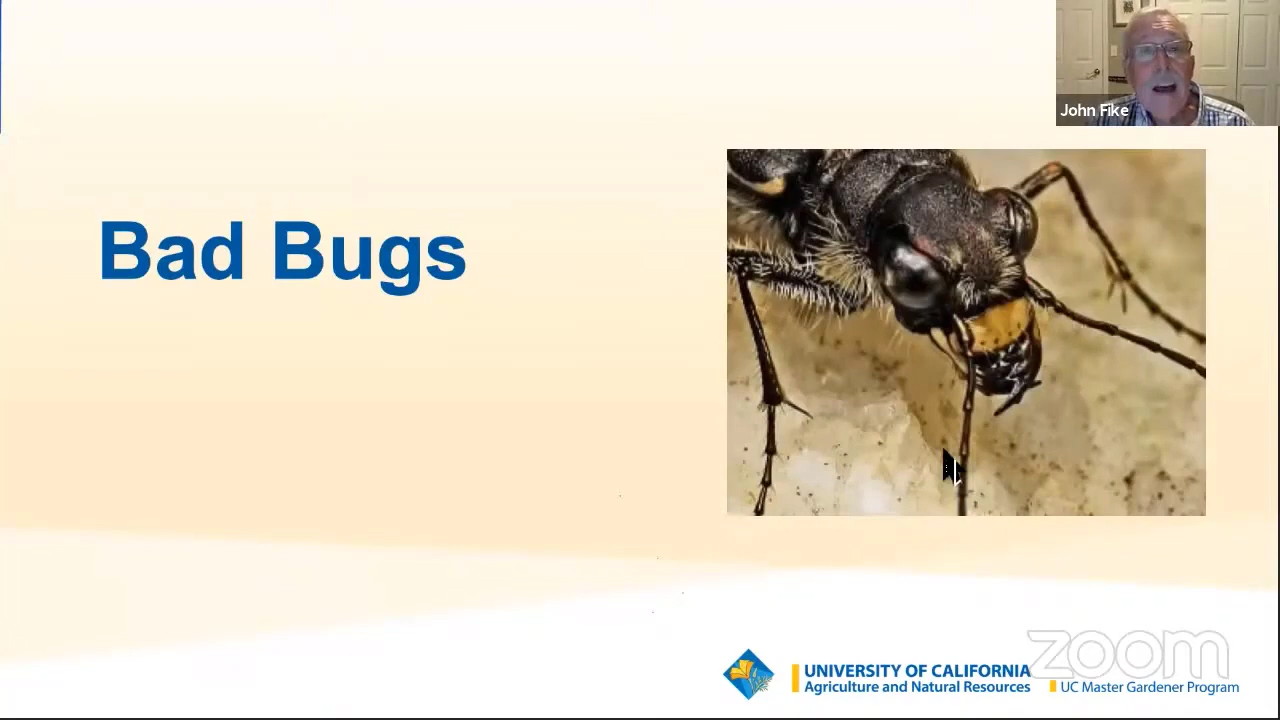 John Fike
Bad Bugs
UNIVERSITY OF CALIFORNIA
Agriculture and Natural Resources
UC Master Gardener Program
zoom